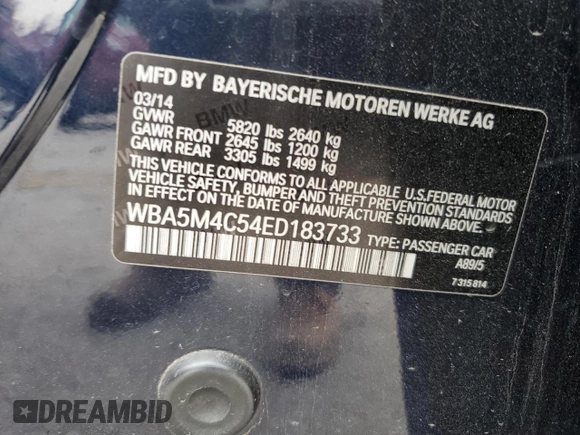 MFD BY BAYERISCHE MOTOREN WERKE AG
03/14
GVWR 5820 lbs 2640 kg
GAWR FRONT 2645 lbs 1200 kg
GAWR REAR 3305 lbs 1499 kg
THIS VEHICLE CONFORMS TO ALL APPLICABLE U.S.FEDERAL MOTOR
VEHICLE SAFETY, BUMPER AND THEFT PREVENTION STANDARDS
IN EFFECT ON THE DATE OF MANUFACTURE SHOWN ABOVE.
WBA5M4C54ED183733 TYPE: PASSENGER CAR
A89/5
7 315 814
BMW
DREAMBID